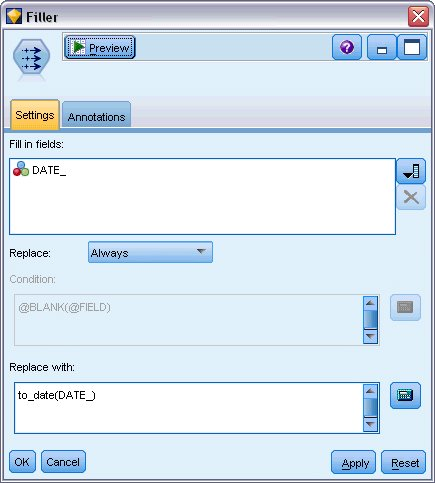 Filler
Preview
?
Settings
Annotations
Fill in fields:
DATE_
Replace:
Always
Condition:
@BLANK(@FIELD)
Replace with:
to_date(DATE_)
OK
Cancel
Apply
Reset